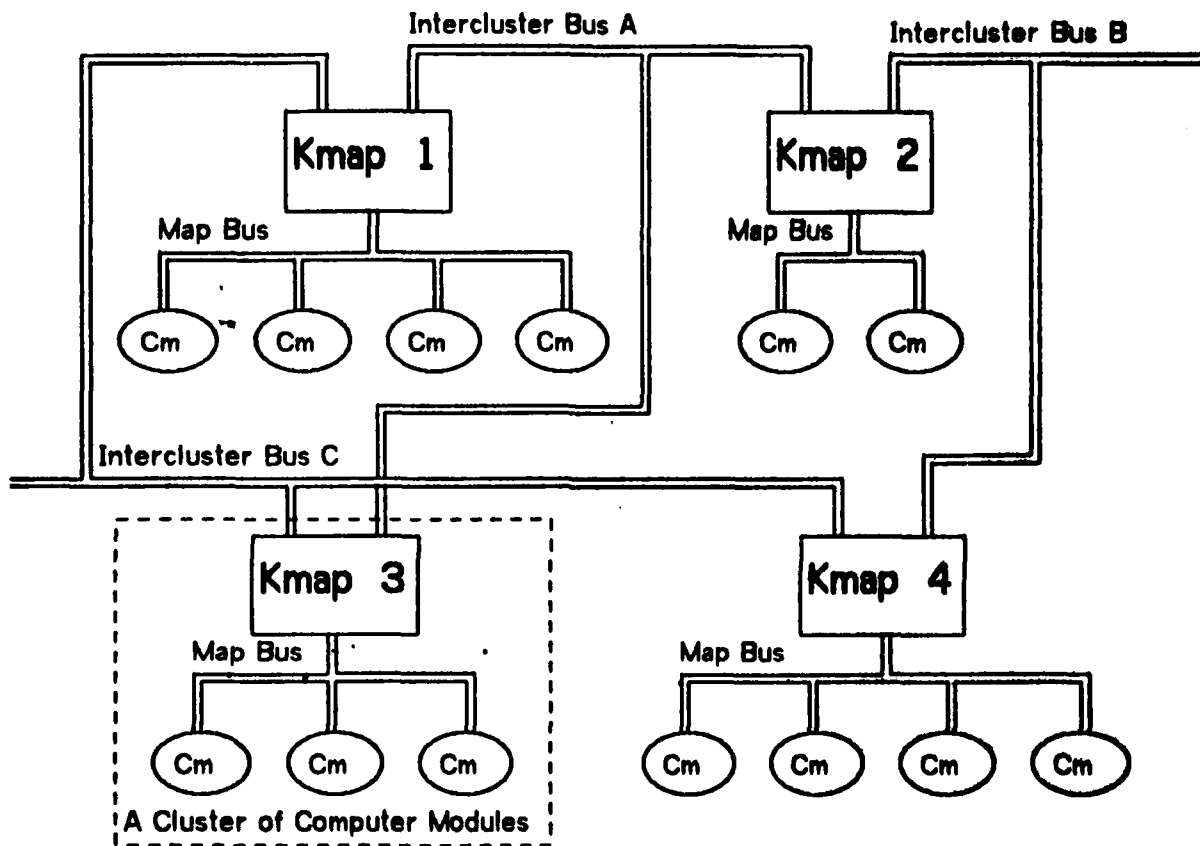 Intercluster Bus A
Intercluster Bus B
Kmap 1
Kmap 2
Map Bus
Map Bus
Cm
Cm
Cm
Cm
Cm
Cm
Intercluster Bus C
Kmap 3
Kmap 4
Map Bus
Map Bus
Cm
Cm
Cm
Cm
Cm
Cm
Cm
A Cluster of Computer Modules